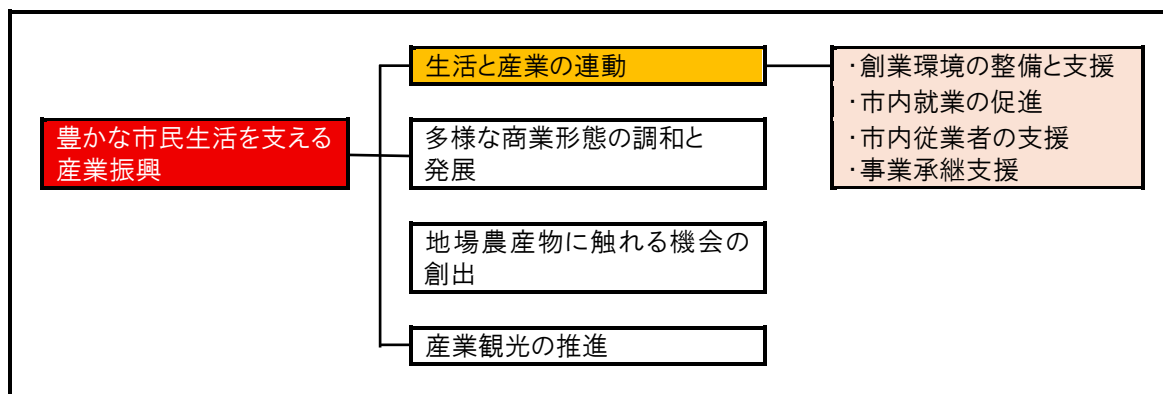 豊かな市民生活を支える
産業振興
生活と産業の連動
多様な商業形態の調和と
発展
地場農産物に触れる機会の
創出
産業観光の推進
・創業環境の整備と支援
・市内就業の促進
・市内従業者の支援
・事業承継支援